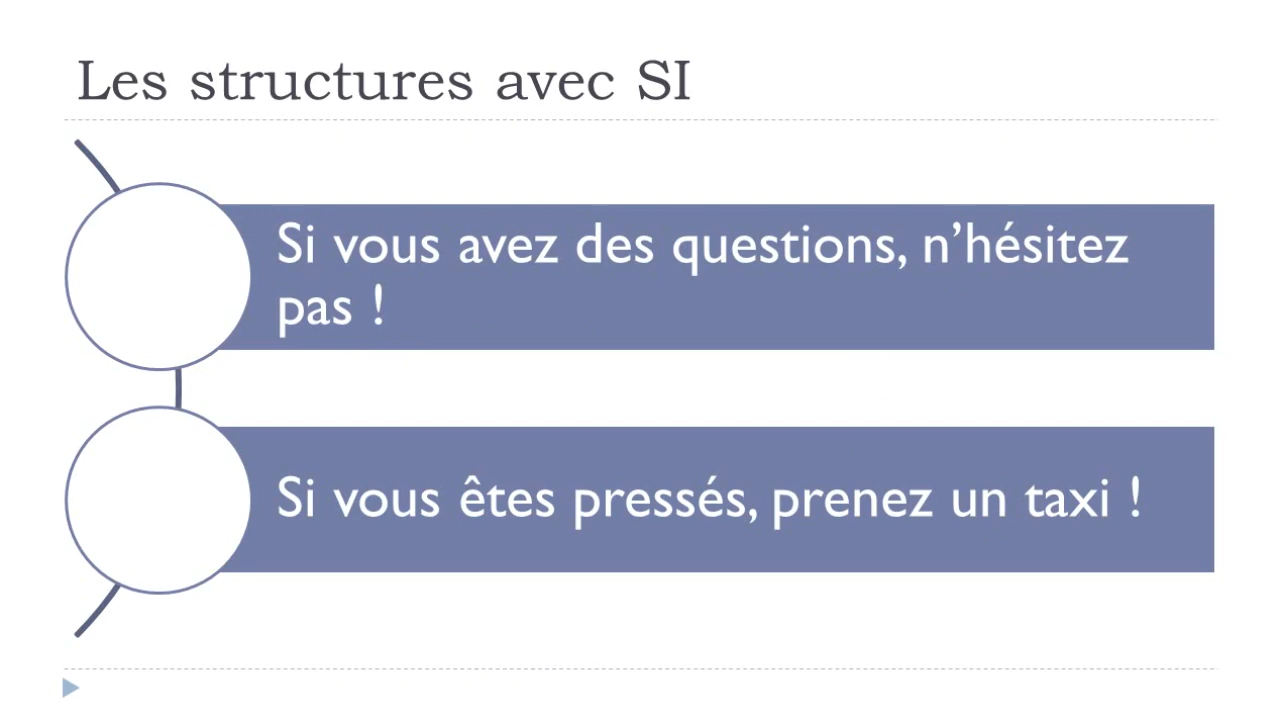 Les structures avec SI
Si vous avez des questions, n’hésitez
pas !
Si vous êtes pressés, prenez un taxi !